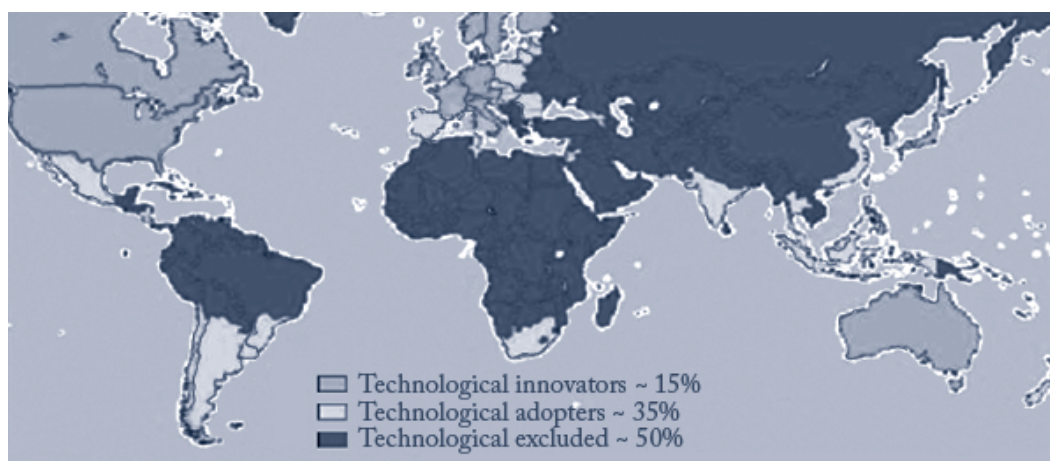 Technological innovators ~ 15%
Technological adopters ~ 35%
Technological excluded ~ 50%